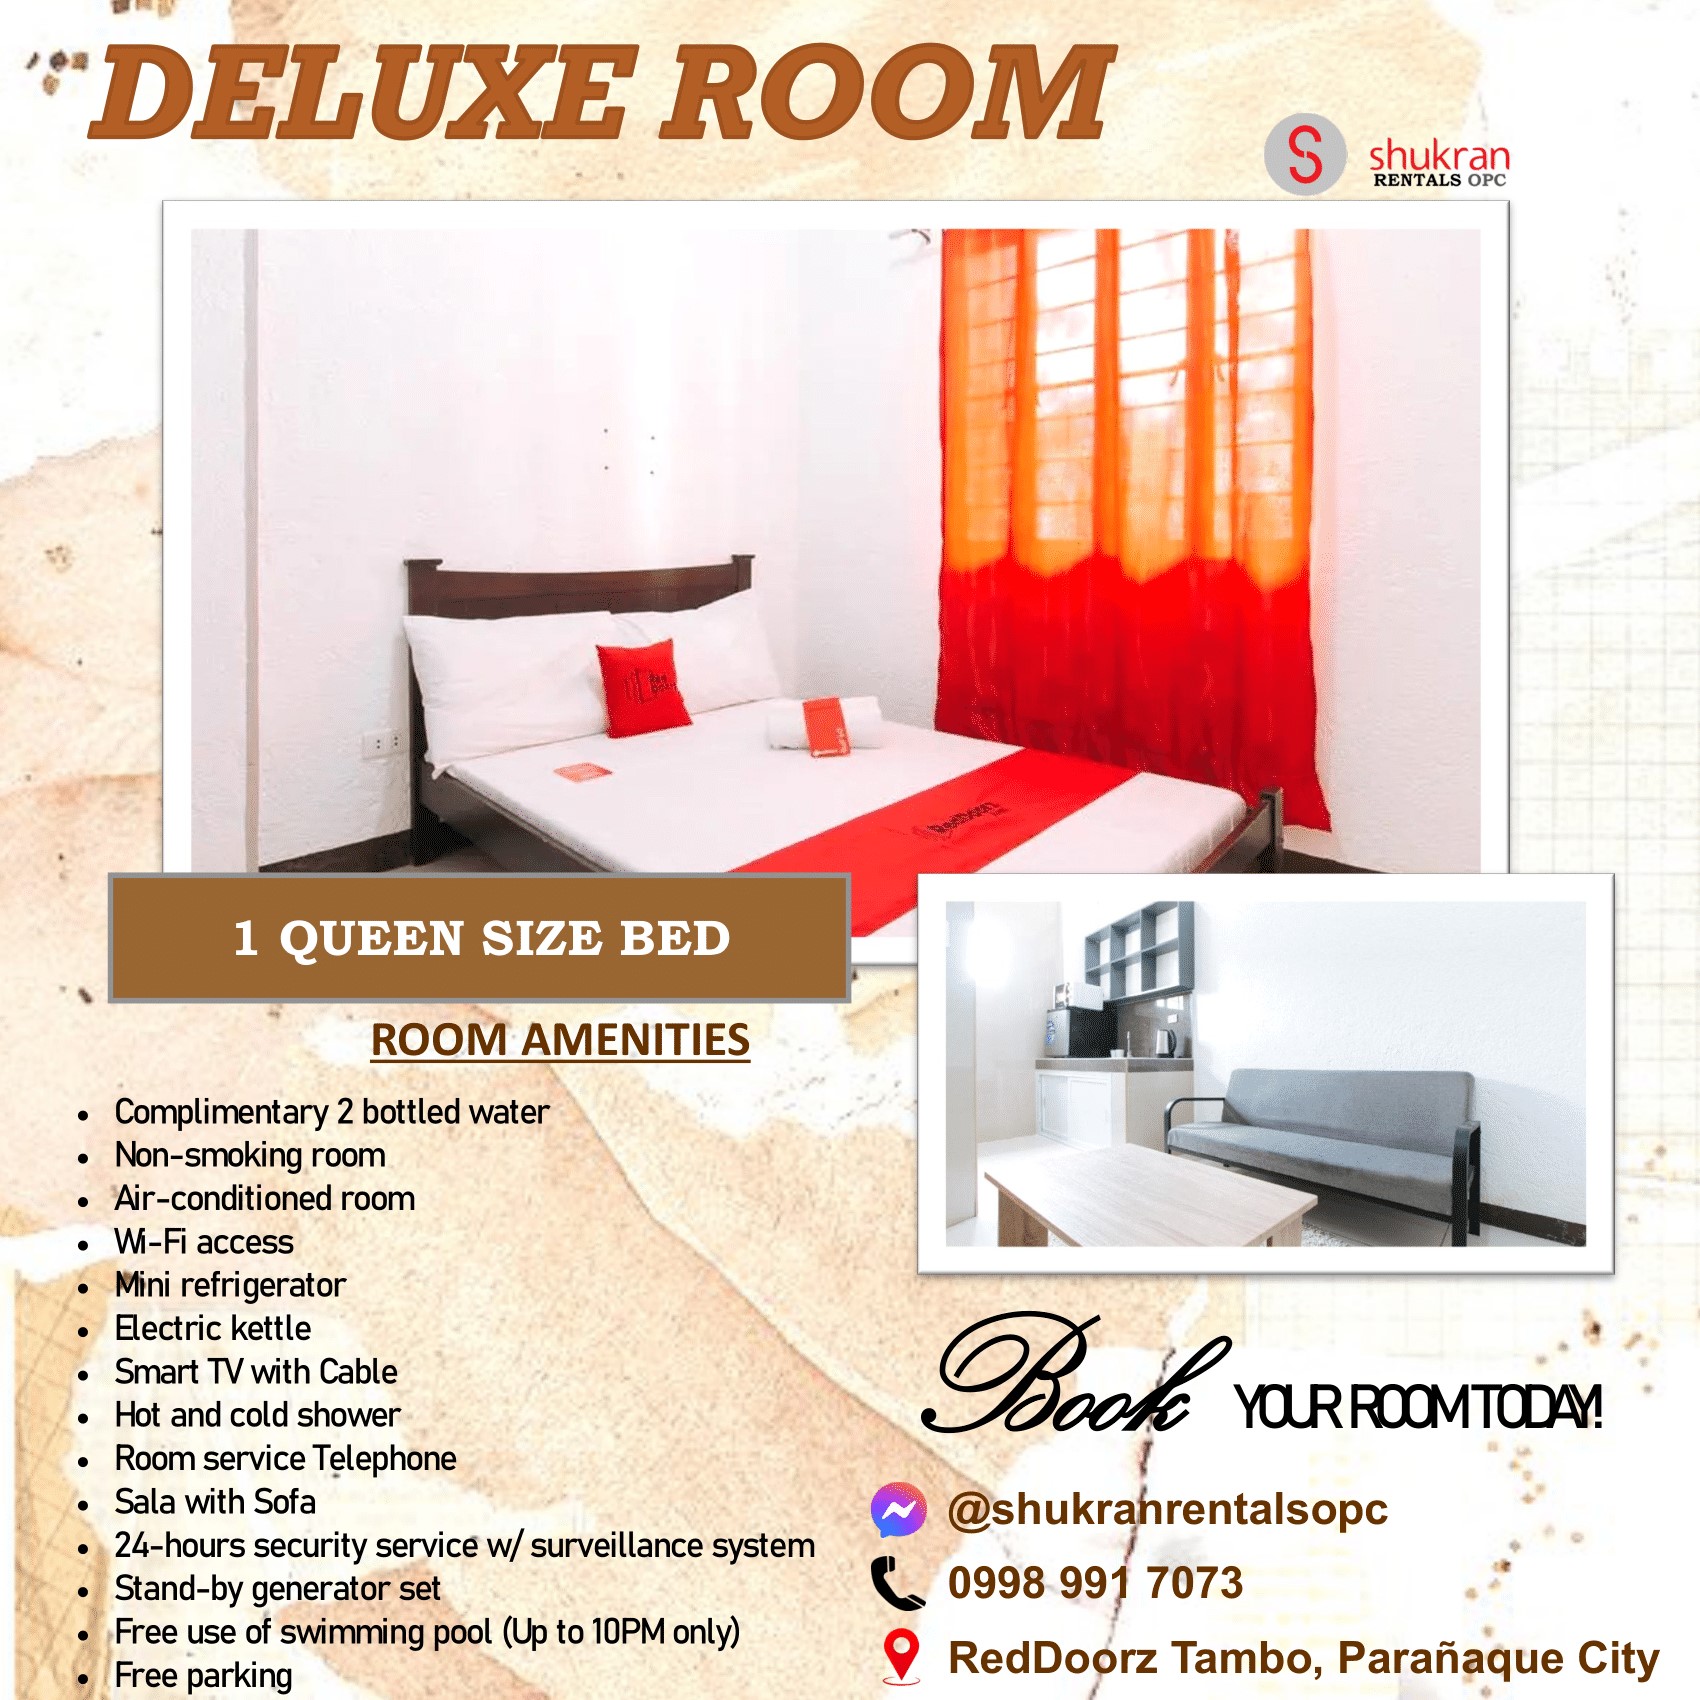 DELUXE ROOM
S shukran
RENTALS OPC
Red
Doorz
RedDoorz
1 QUEEN SIZE BED
ROOM AMENITIES
• Complimentary 2 bottled water
• Non-smoking room
• Air-conditioned room
• Wi-Fi access
• Mini refrigerator
• Electric kettle
• Smart TV with Cable
• Hot and cold shower
• Room service Telephone
• Sala with Sofa
• 24-hours security service w/ surveillance system
• Stand-by generator set
• Free use of swimming pool (Up to 10PM only)
• Free parking
Book YOUR ROOM TODAY!
@shukranrentalsopc
0998 991 7073
RedDoorz Tambo, Parañaque City